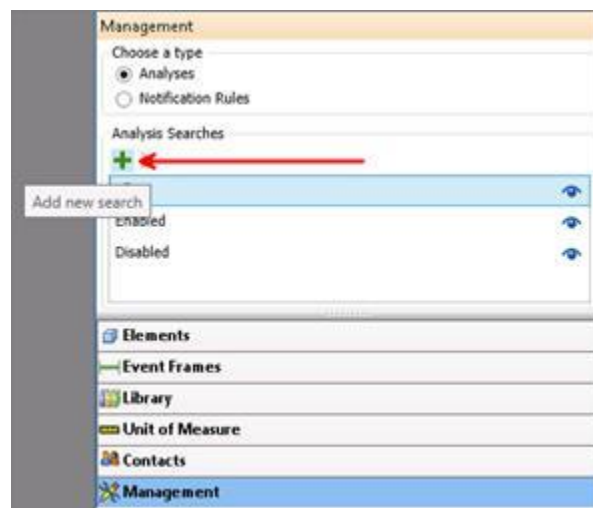 Management
Choose a type
Analyses
Notification Rules
Analysis Searches
Add new search
Enabled
Disabled
Elements
Event Frames
Library
Unit of Measure
Contacts
Management